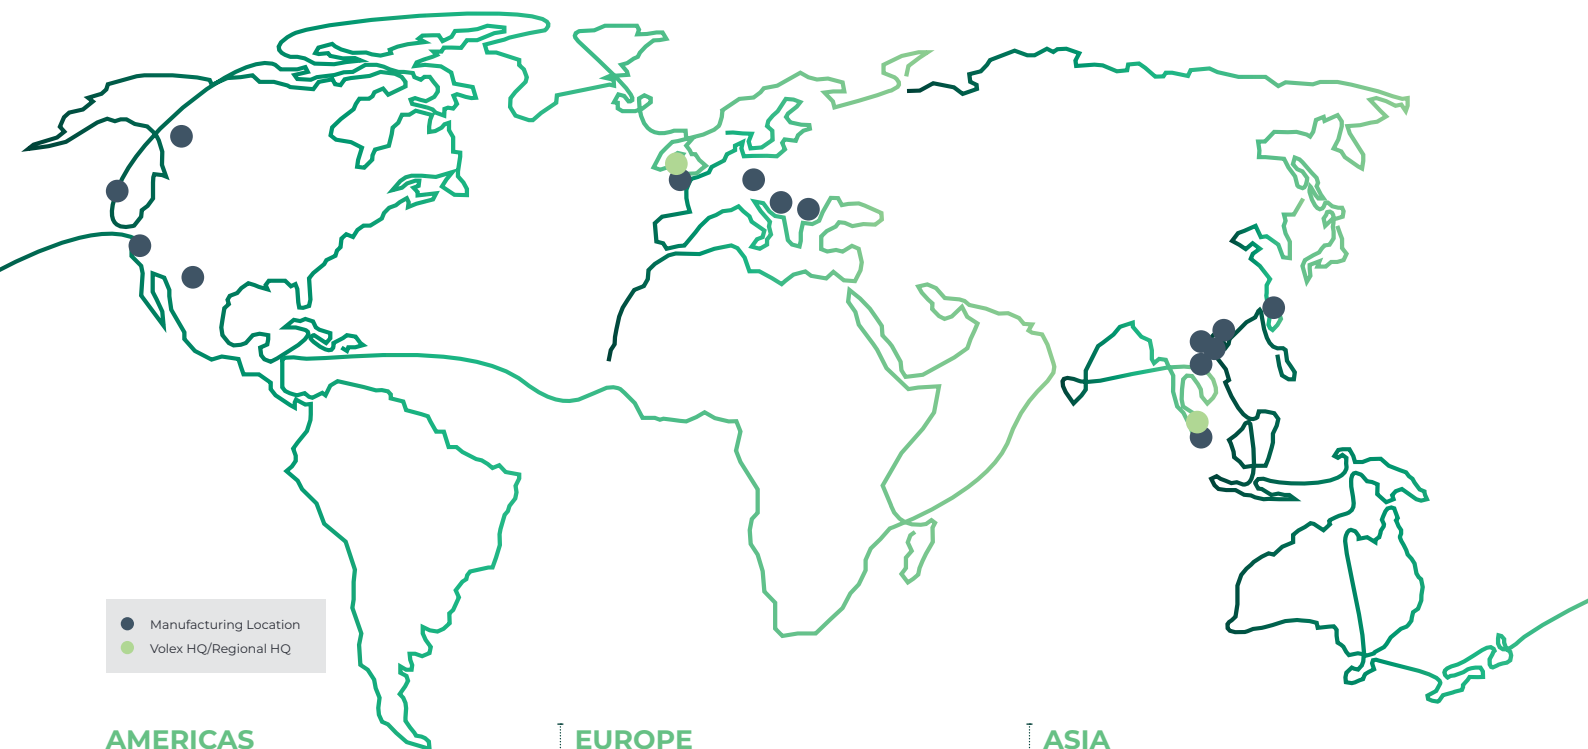 Manufacturing Location
Volex HQ/Regional HQ
AMERICAS
EUROPE
ASIA